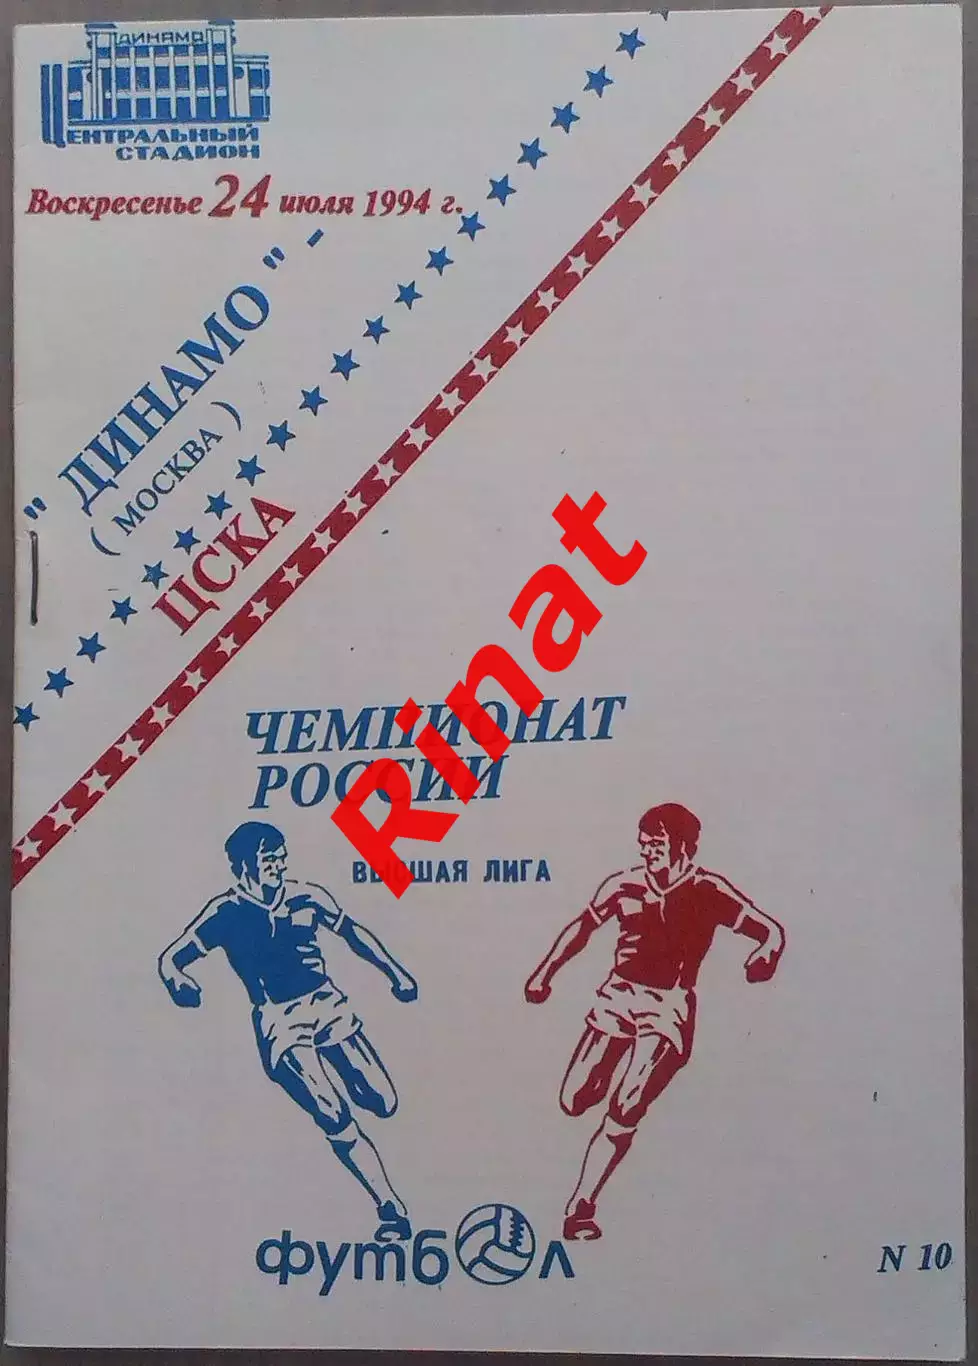 ДИНАМО
ЦЕНТРАЛЬНЫЙ
СТАДИОН
Воскресенье 24 июля 1994 г.
"ДИНАМО" -
(МОСКВА)
ЦСКА
Rinat
ЧЕМПИОНАТ
РОССИИ
ВЫСШАЯ ЛИГА
футбол
N 10